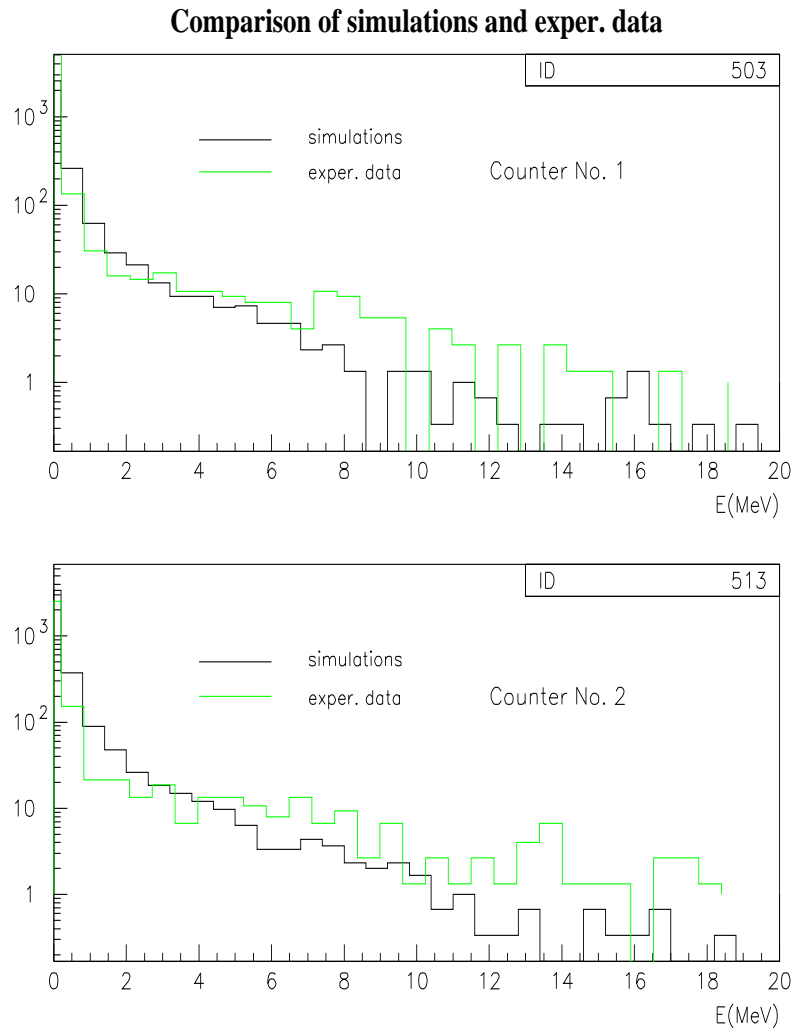 Comparison of simulations and exper. data
ID 503
10^3
simulations
exper. data Counter No. 1
10^2
10
1
0 2 4 6 8 10 12 14 16 18 20
E(MeV)
ID 513
10^3
simulations
exper. data Counter No. 2
10^2
10
1
0 2 4 6 8 10 12 14 16 18 20
E(MeV)